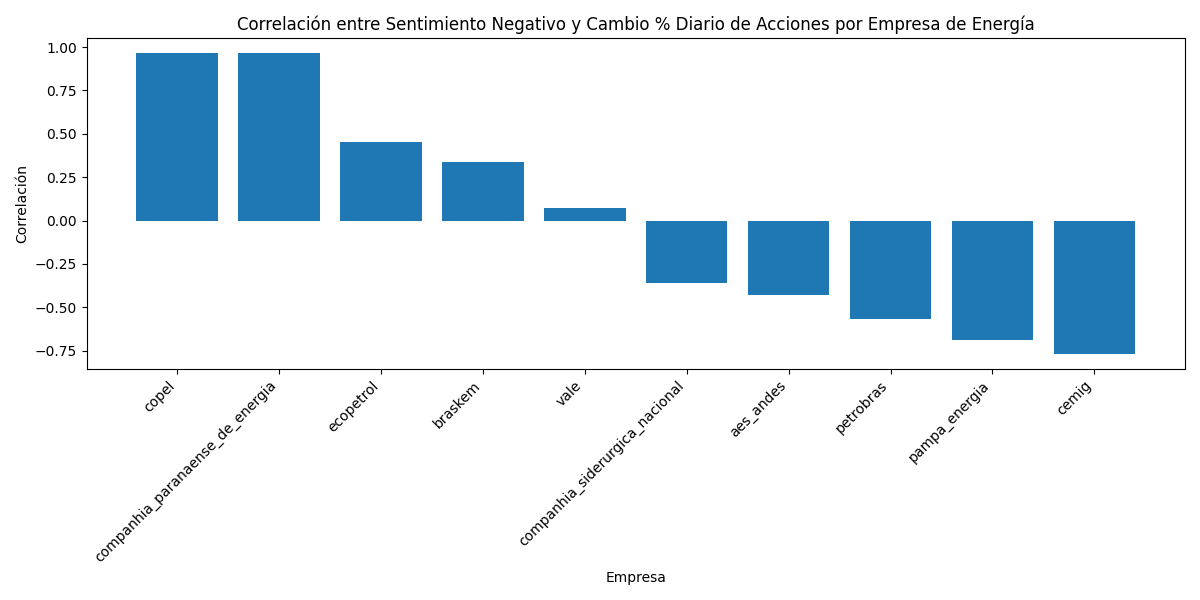 Correlación entre Sentimiento Negativo y Cambio % Diario de Acciones por Empresa de Energía
Correlación
1.00
0.75
0.50
0.25
0.00
−0.25
−0.50
−0.75
copel
companhia_paranaense_de_energia
ecopetrol
braskem
vale
companhia_siderurgica_nacional
aes_andes
petrobras
pampa_energia
cemig
Empresa